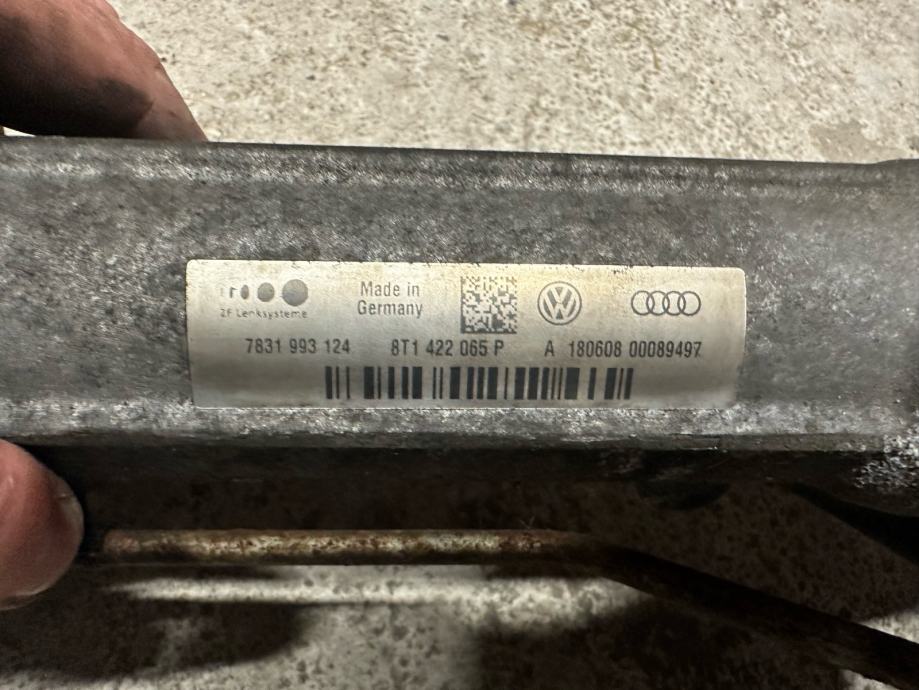 ZF Lenksysteme
Made in
Germany
7831 993 124 8T1 422 065 P A 180608 00089497